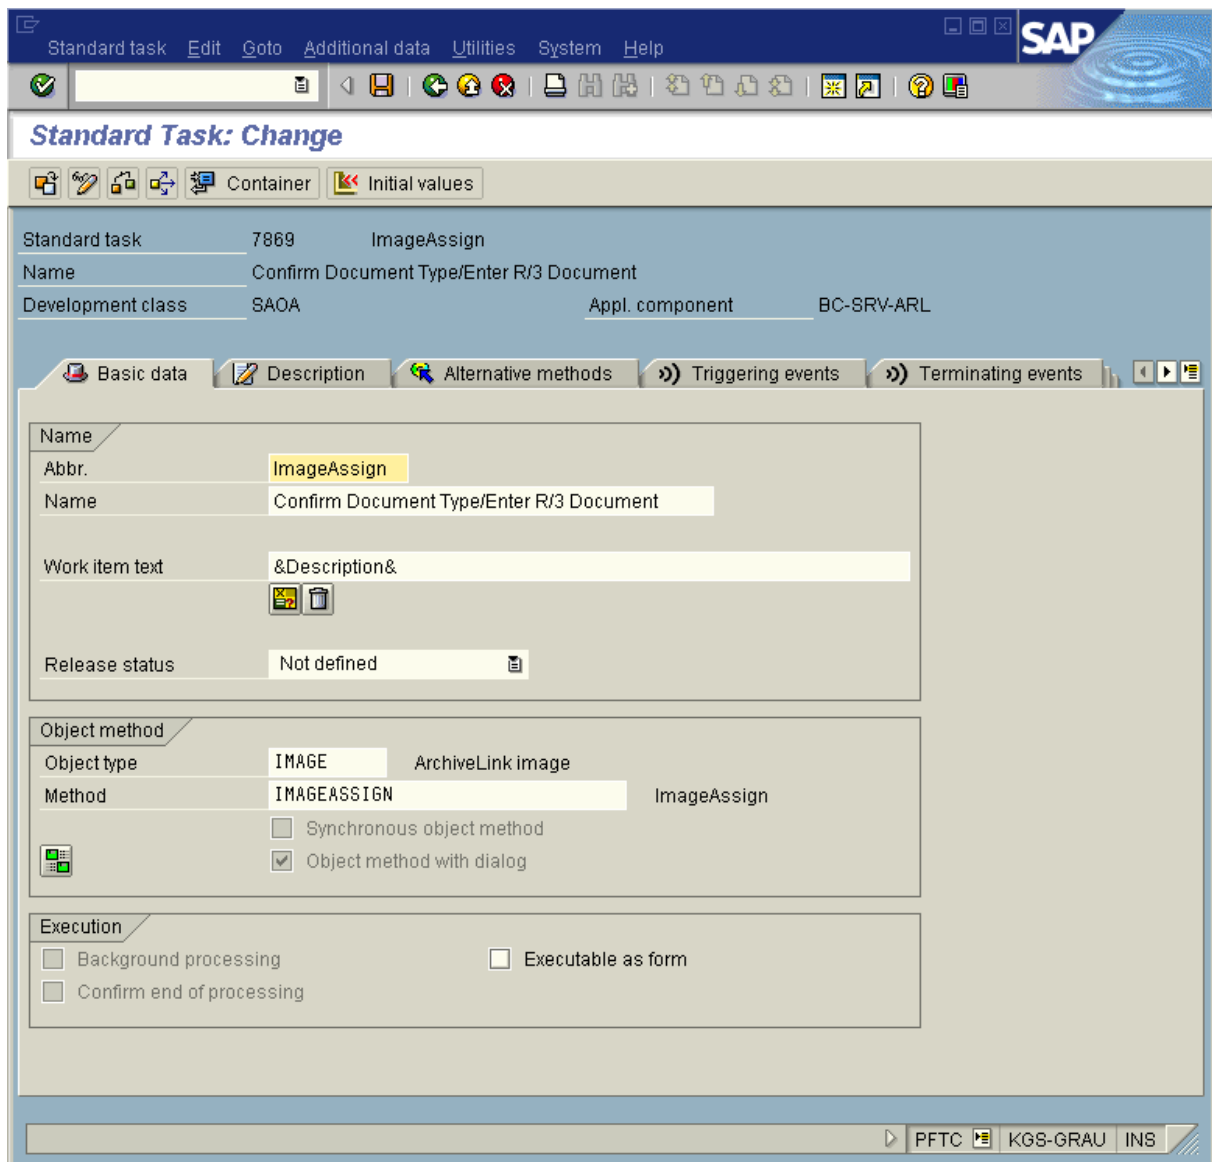 Standard task Edit Goto Additional data Utilities System Help
SAP
Standard Task: Change
Container Initial values
Standard task 7869 ImageAssign
Name Confirm Document Type/Enter R/3 Document
Development class SAOA Appl. component BC-SRV-ARL
Basic data Description Alternative methods Triggering events Terminating events
Name
Abbr. ImageAssign
Name Confirm Document Type/Enter R/3 Document
Work item text &Description&
Release status Not defined
Object method
Object type IMAGE ArchiveLink image
Method IMAGEASSIGN ImageAssign
Synchronous object method
Object method with dialog
Execution
Background processing Executable as form
Confirm end of processing
PFTC KGS-GRAU INS